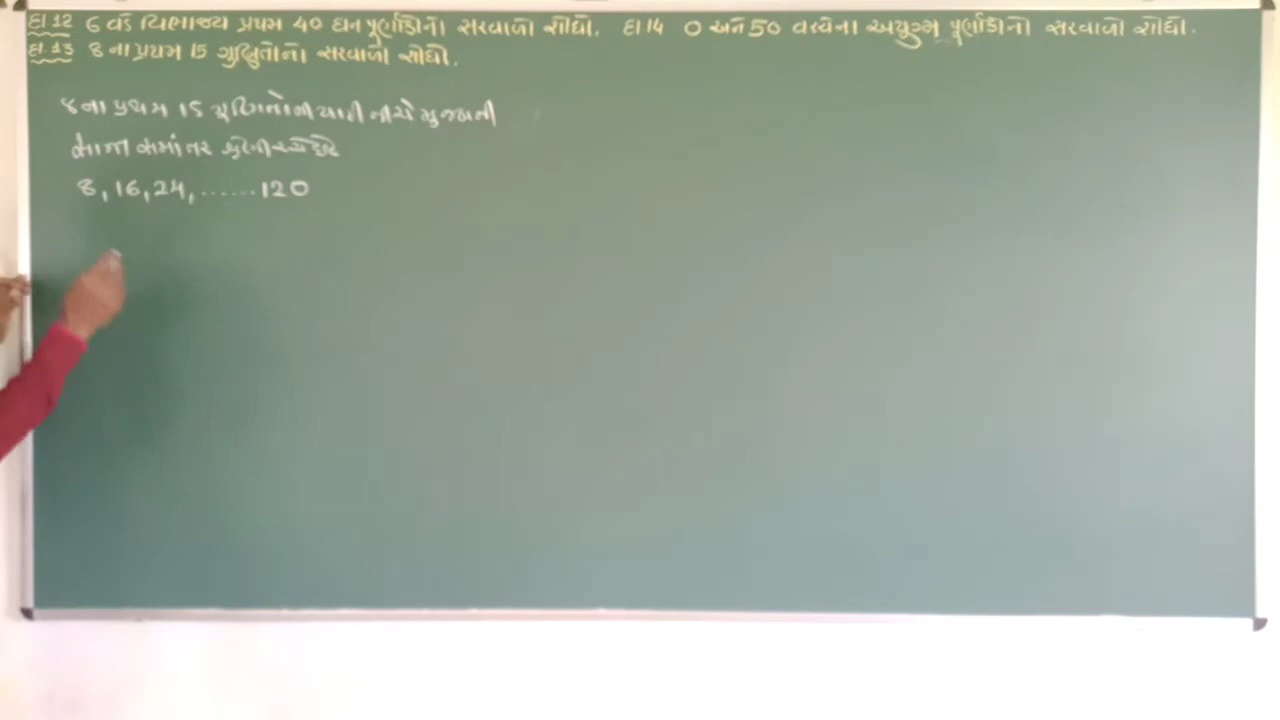 દા.12 6 વડે વિભાજ્ય પ્રથમ 40 ધન પૂર્ણાંકોનો સરવાળો શોધો. દા.14 0 અને 50 વચ્ચેના અયુગ્મ પૂર્ણાંકોનો સરવાળો શોધો.
દા.13 8 ના પ્રથમ 15 ગુણિતોનો સરવાળો શોધો.
8 ના પ્રથમ 15 ગુણિતોની યાદી નીચે મુજબની
સાન્ત સમાંતર શ્રેણી રચે છે
8, 16, 24, ...... 120